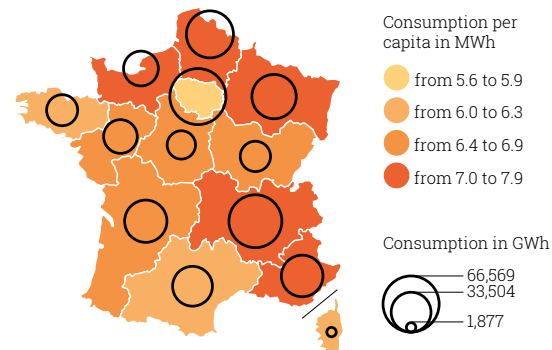 Consumption per
capita in MWh
from 5.6 to 5.9
from 6.0 to 6.3
from 6.4 to 6.9
from 7.0 to 7.9
Consumption in GWh
66,569
33,504
1,877